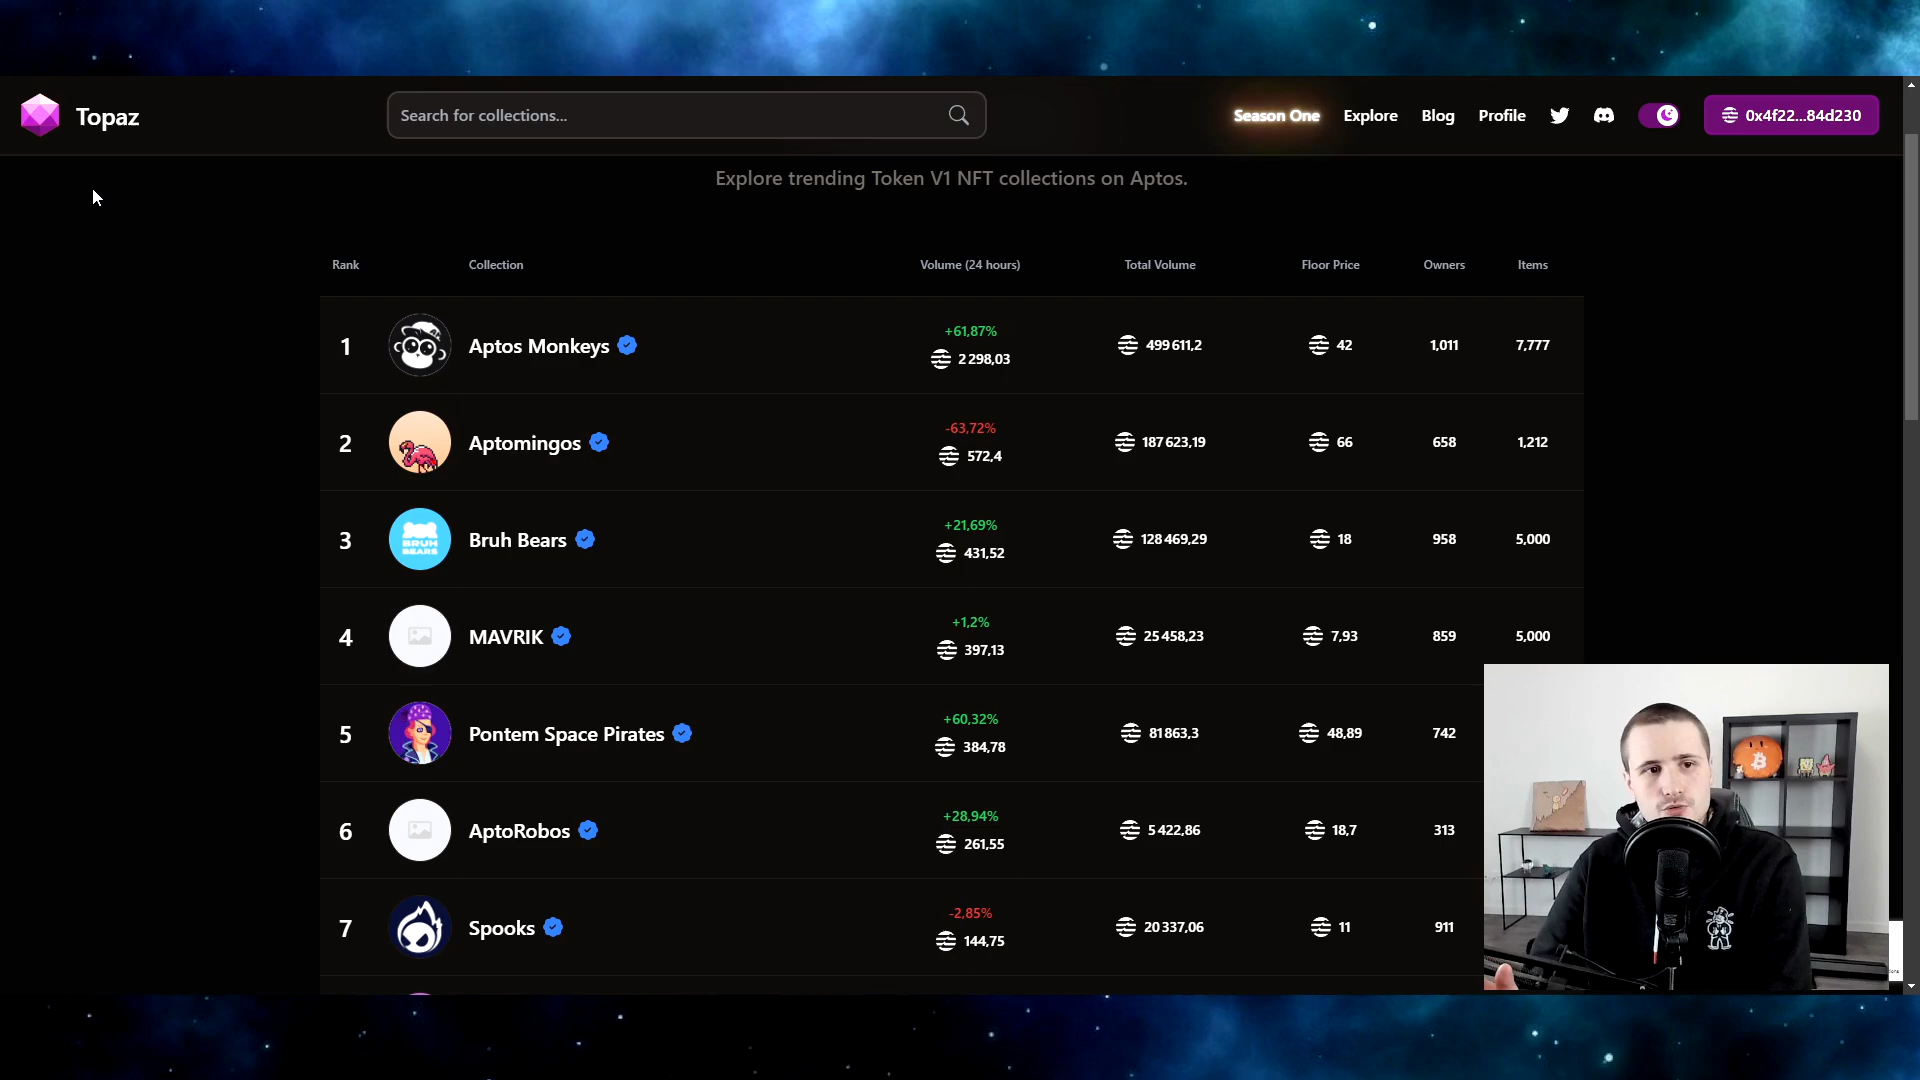 Topaz
Search for collections...
Season One
Explore
Blog
Profile
0x4f22...84d230
Explore trending Token V1 NFT collections on Aptos.
Rank Collection Volume (24 hours) Total Volume Floor Price Owners Items
+61,87%
1 Aptos Monkeys 2 298,03 499 611,2 42 1,011 7,777
-63,72%
2 Aptomingos 572,4 187 623,19 66 658 1,212
+21,69%
3 BRUH BEARS Bruh Bears 431,52 128 469,29 18 958 5,000
+1,2%
4 MAVRIK 397,13 25 458,23 7,93 859 5,000
+60,32%
5 Pontem Space Pirates 384,78 81 863,3 48,89 742
+28,94%
6 AptoRobos 261,55 5 422,86 18,7 313
-2,85%
7 Spooks 144,75 20 337,06 11 911